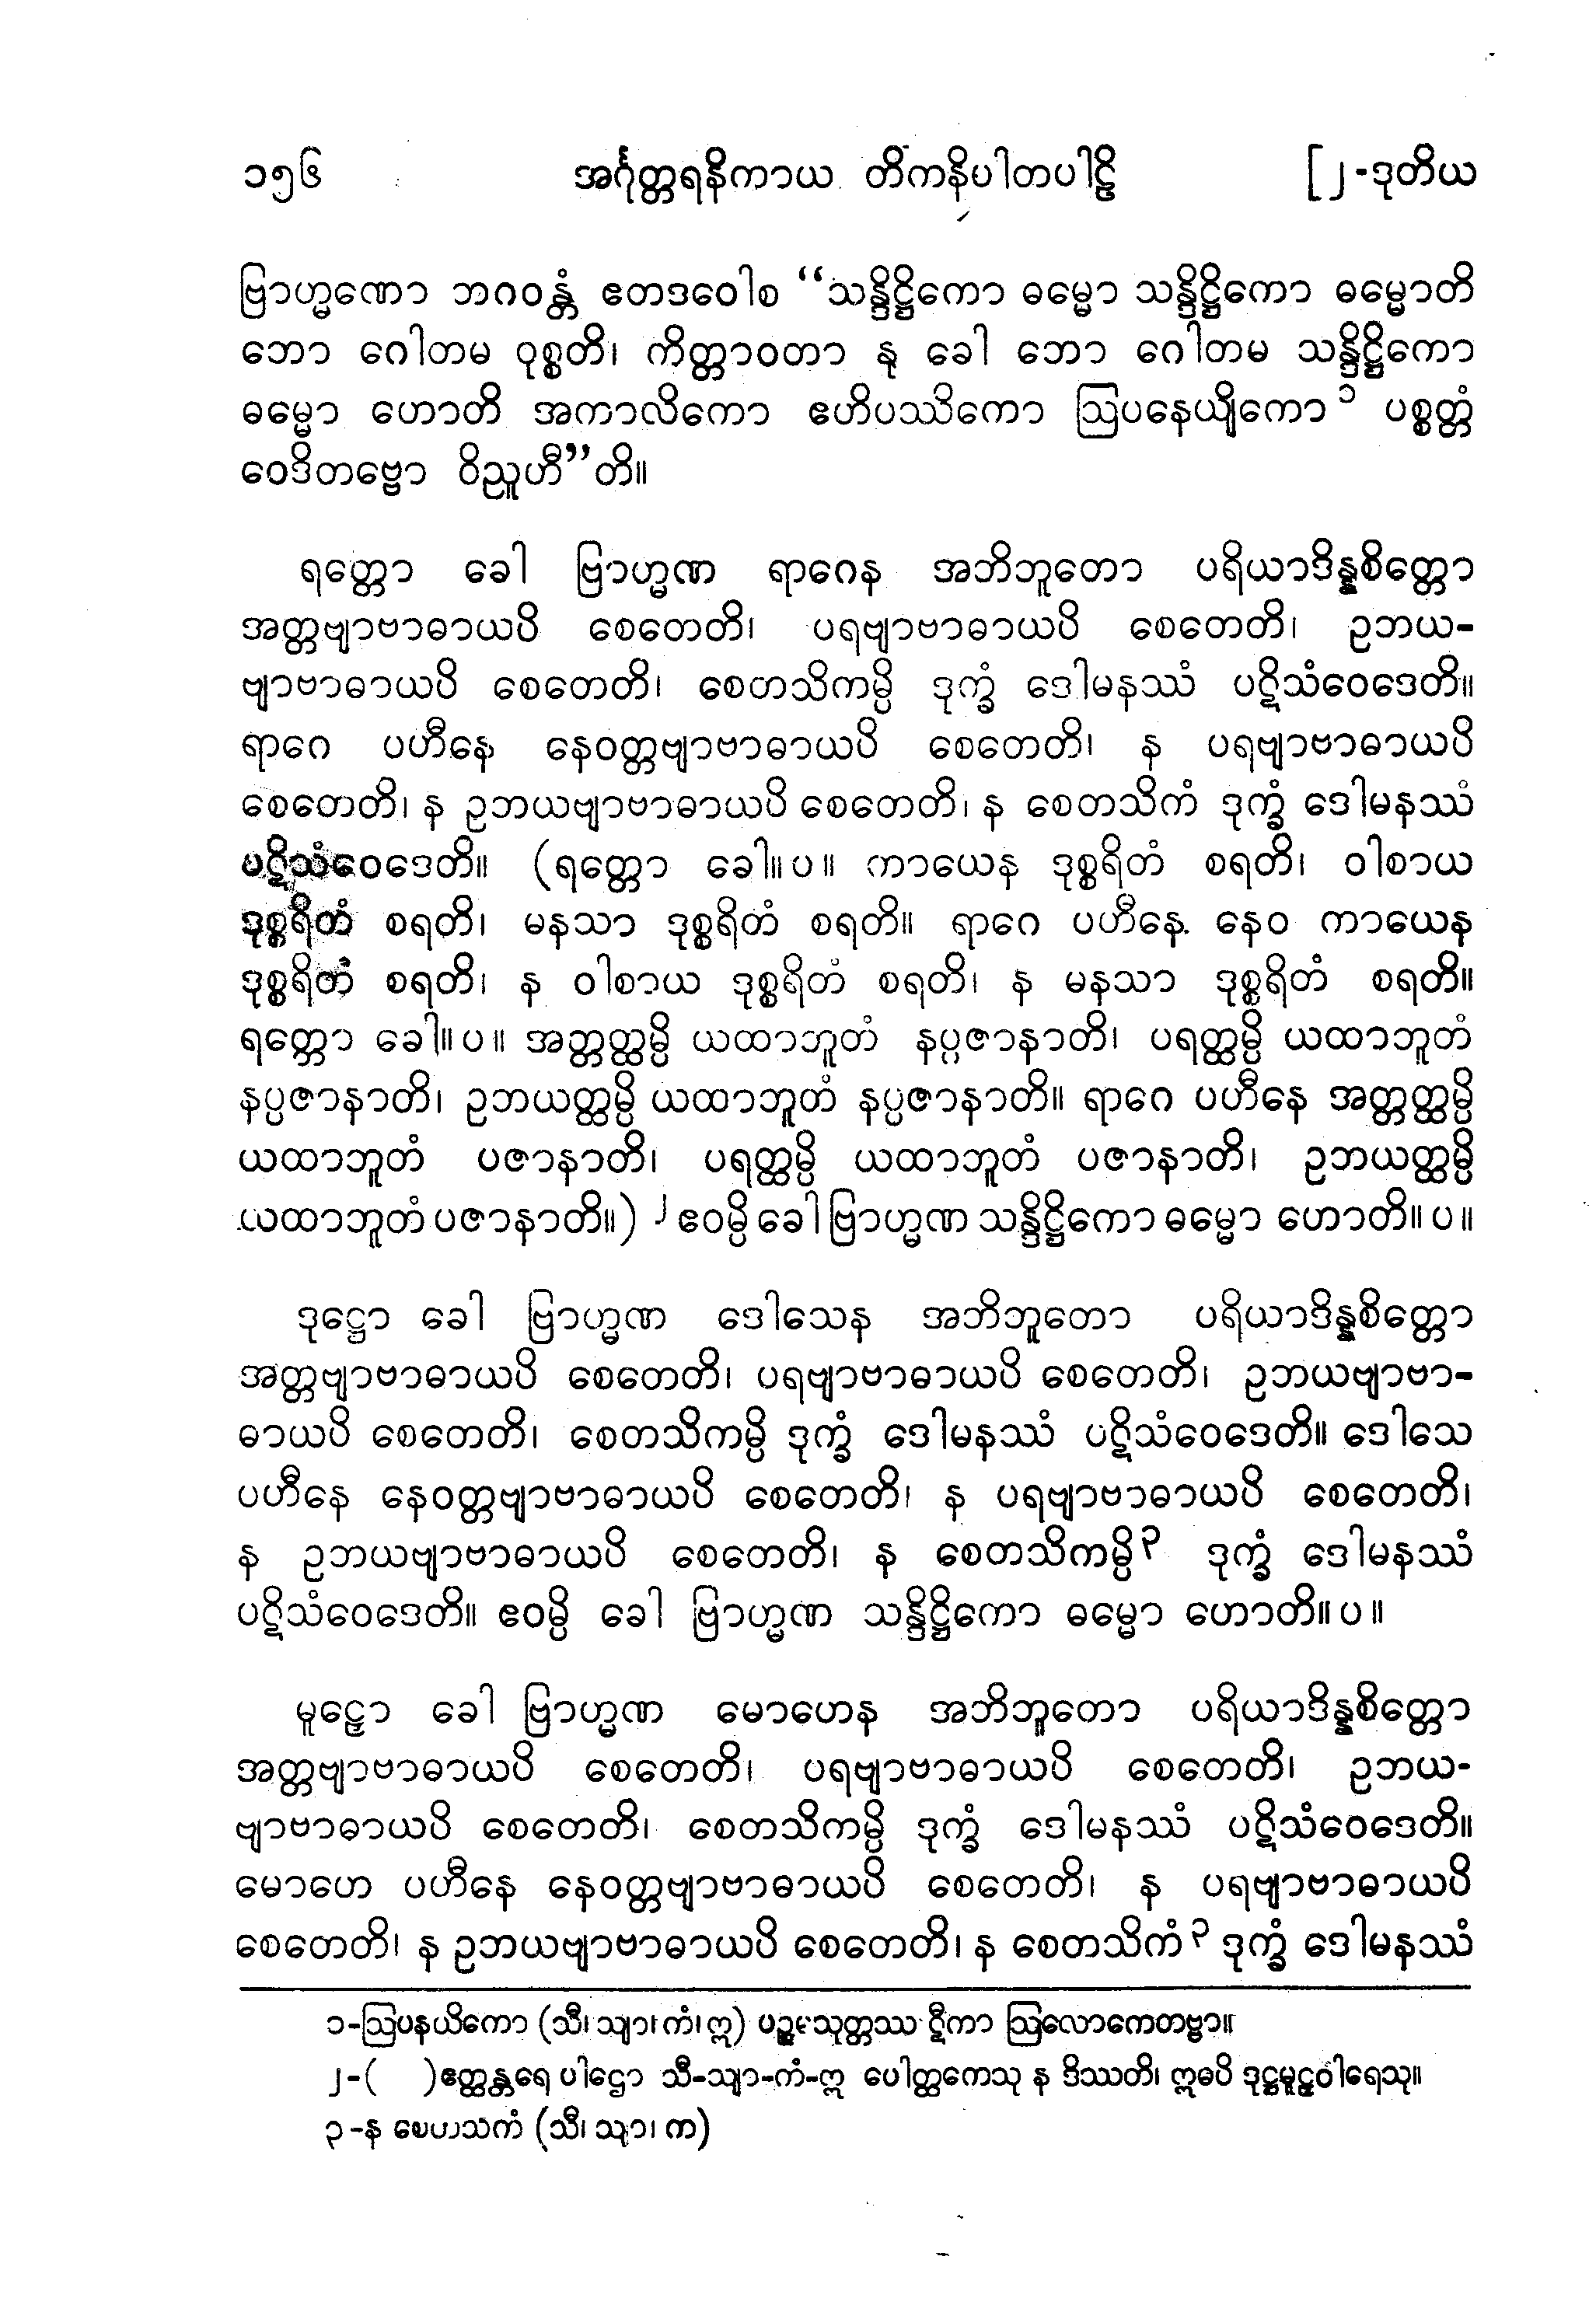 ၁၅၆ အင်္ဂုတ္တရနိကာယ တိကနိပါတပါဠိ [၂-ဒုတိယ
ဗြာဟ္မဏော ဘဂဝန္တံ ဧတဒဝေါစ “သန္ဒိဋ္ဌိကော ဓမ္မော သန္ဒိဋ္ဌိကော ဓမ္မောတိ
ဘော ဂေါတမ ဝုစ္စတိ၊ ကိတ္တာဝတာ နု ခေါ ဘော ဂေါတမ သန္ဒိဋ္ဌိကော
ဓမ္မော ဟောတိ အကာလိကော ဧဟိပဿိကော ဩပနေယျိကော ၁ ပစ္စတ္တံ
ဝေဒိတဗ္ဗော ဝိညူဟီ”တိ။
ရတ္တော ခေါ ဗြာဟ္မဏ ရာဂေန အဘိဘူတော ပရိယာဒိန္နစိတ္တော
အတ္တဗျာဗာဓာယပိ စေတေတိ၊ ပရဗျာဗာဓာယပိ စေတေတိ၊ ဥဘယ-
ဗျာဗာဓာယပိ စေတေတိ၊ စေတသိကမ္ပိ ဒုက္ခံ ဒေါမနဿံ ပဋိသံဝေဒေတိ။
ရာဂေ ပဟီနေ နေဝတ္တဗျာဗာဓာယပိ စေတေတိ၊ န ပရဗျာဗာဓာယပိ
စေတေတိ၊ န ဥဘယဗျာဗာဓာယပိ စေတေတိ၊ န စေတသိကံ ဒုက္ခံ ဒေါမနဿံ
ပဋိသံဝေဒေတိ။ (ရတ္တော ခေါ။ပ။ ကာယေန ဒုစ္စရိတံ စရတိ၊ ဝါစာယ
ဒုစ္စရိတံ စရတိ၊ မနသာ ဒုစ္စရိတံ စရတိ။ ရာဂေ ပဟီနေ နေဝ ကာယေန
ဒုစ္စရိတံ စရတိ၊ န ဝါစာယ ဒုစ္စရိတံ စရတိ၊ န မနသာ ဒုစ္စရိတံ စရတိ။
ရတ္တော ခေါ။ပ။ အတ္တတ္ထမ္ပိ ယထာဘူတံ နပ္ပဇာနာတိ၊ ပရတ္ထမ္ပိ ယထာဘူတံ
နပ္ပဇာနာတိ၊ ဥဘယတ္ထမ္ပိ ယထာဘူတံ နပ္ပဇာနာတိ။ ရာဂေ ပဟီနေ အတ္တတ္ထမ္ပိ
ယထာဘူတံ ပဇာနာတိ၊ ပရတ္ထမ္ပိ ယထာဘူတံ ပဇာနာတိ၊ ဥဘယတ္ထမ္ပိ
ယထာဘူတံ ပဇာနာတိ။) ၂ ဧဝမ္ပိ ခေါ ဗြာဟ္မဏ သန္ဒိဋ္ဌိကော ဓမ္မော ဟောတိ။ပ။
ဒုဋ္ဌော ခေါ ဗြာဟ္မဏ ဒေါသေန အဘိဘူတော ပရိယာဒိန္နစိတ္တော
အတ္တဗျာဗာဓာယပိ စေတေတိ၊ ပရဗျာဗာဓာယပိ စေတေတိ၊ ဥဘယဗျာဗာ-
ဓာယပိ စေတေတိ၊ စေတသိကမ္ပိ ဒုက္ခံ ဒေါမနဿံ ပဋိသံဝေဒေတိ။ ဒေါသေ
ပဟီနေ နေဝတ္တဗျာဗာဓာယပိ စေတေတိ၊ န ပရဗျာဗာဓာယပိ စေတေတိ၊
န ဥဘယဗျာဗာဓာယပိ စေတေတိ၊ န စေတသိကမ္ပိ ၃ ဒုက္ခံ ဒေါမနဿံ
ပဋိသံဝေဒေတိ။ ဧဝမ္ပိ ခေါ ဗြာဟ္မဏ သန္ဒိဋ္ဌိကော ဓမ္မော ဟောတိ။ပ။
မူဠှော ခေါ ဗြာဟ္မဏ မောဟေန အဘိဘူတော ပရိယာဒိန္နစိတ္တော
အတ္တဗျာဗာဓာယပိ စေတေတိ၊ ပရဗျာဗာဓာယပိ စေတေတိ၊ ဥဘယ-
ဗျာဗာဓာယပိ စေတေတိ၊ စေတသိကမ္ပိ ဒုက္ခံ ဒေါမနဿံ ပဋိသံဝေဒေတိ။
မောဟေ ပဟီနေ နေဝတ္တဗျာဗာဓာယပိ စေတေတိ၊ န ပရဗျာဗာဓာယပိ
စေတေတိ၊ န ဥဘယဗျာဗာဓာယပိ စေတေတိ၊ န စေတသိကံ ၃ ဒုက္ခံ ဒေါမနဿံ
၁-ဩပနယိကော (သီ၊ သျာ၊ ကံ၊ ဣ) ပဉ္စမသုတ္တဿ ဋီကာ ဩလောကေတဗ္ဗာ။
၂-( ) ဧတ္ထန္တရေ ပါဌော သီ-သျာ-ကံ-ဣ ပေါတ္ထကေသု န ဒိဿတိ၊ ဣဓပိ ဒုဋ္ဌမူဠှဝါရေသု။
၃-န (သီ၊ သျာ၊ က)